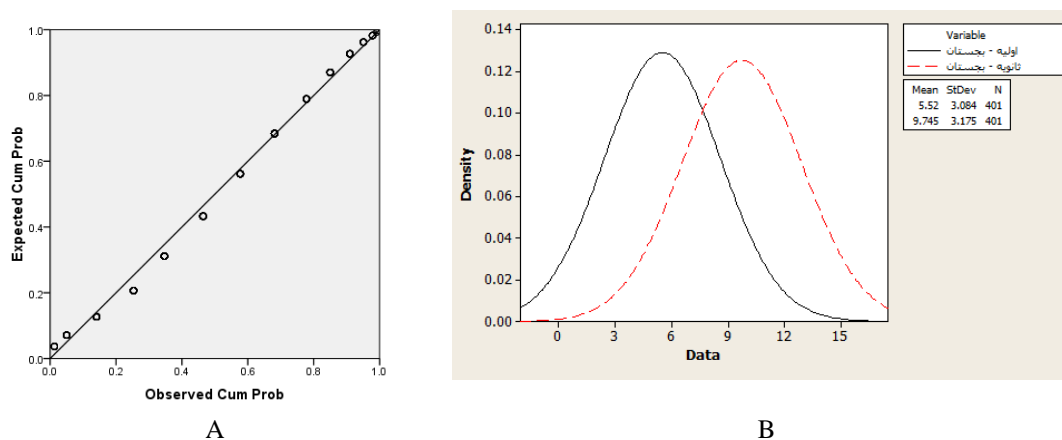 1.0
0.8
0.6
0.4
0.2
0.0
0.0 0.2 0.4 0.6 0.8 1.0
Expected Cum Prob
Observed Cum Prob
A
0.14
0.12
0.10
0.08
0.06
0.04
0.02
0.00
0 3 6 9 12 15
Density
Data
Variable
اولیه - بجستان
ثانویه - بجستان
Mean StDev N
5.52 3.084 401
9.745 3.175 401
B